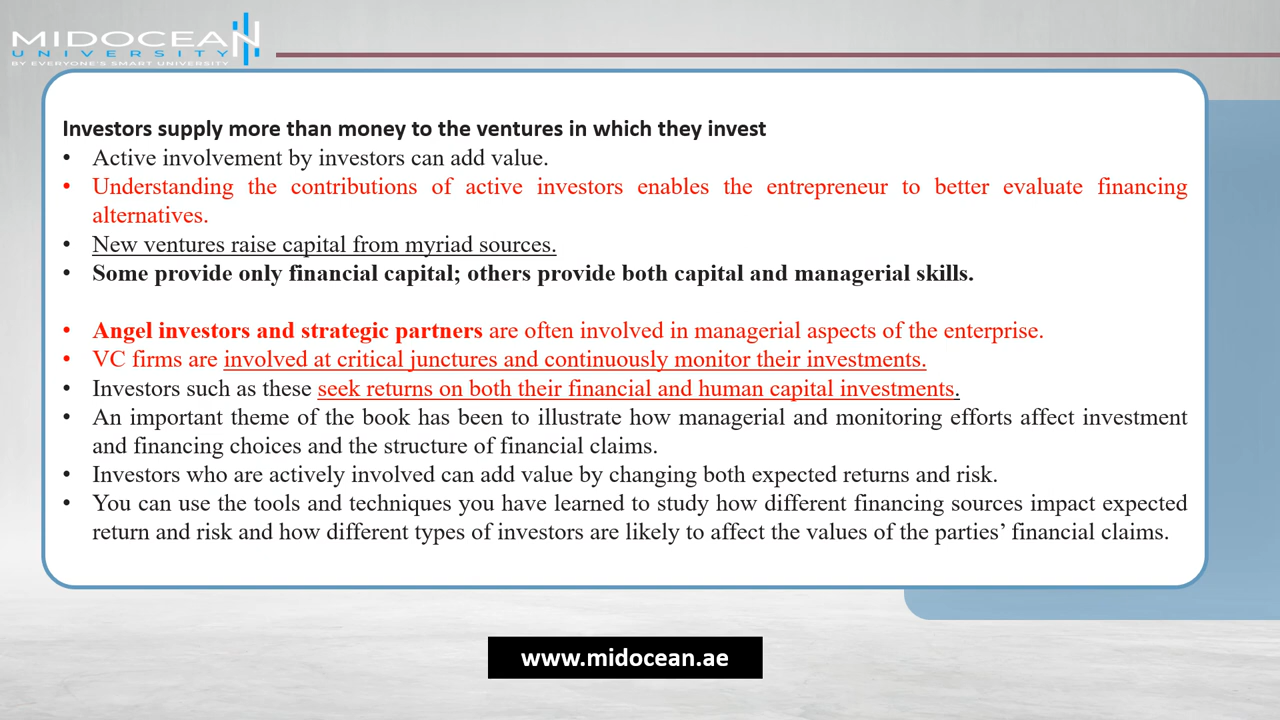 MIDOCEAN
UNIVERSITY
BY EVERYONE'S SMART UNIVERSITY
Investors supply more than money to the ventures in which they invest
• Active involvement by investors can add value.
• Understanding the contributions of active investors enables the entrepreneur to better evaluate financing
alternatives.
• New ventures raise capital from myriad sources.
• Some provide only financial capital; others provide both capital and managerial skills.
• Angel investors and strategic partners are often involved in managerial aspects of the enterprise.
• VC firms are involved at critical junctures and continuously monitor their investments.
• Investors such as these seek returns on both their financial and human capital investments.
• An important theme of the book has been to illustrate how managerial and monitoring efforts affect investment
and financing choices and the structure of financial claims.
• Investors who are actively involved can add value by changing both expected returns and risk.
• You can use the tools and techniques you have learned to study how different financing sources impact expected
return and risk and how different types of investors are likely to affect the values of the parties’ financial claims.
www.midocean.ae